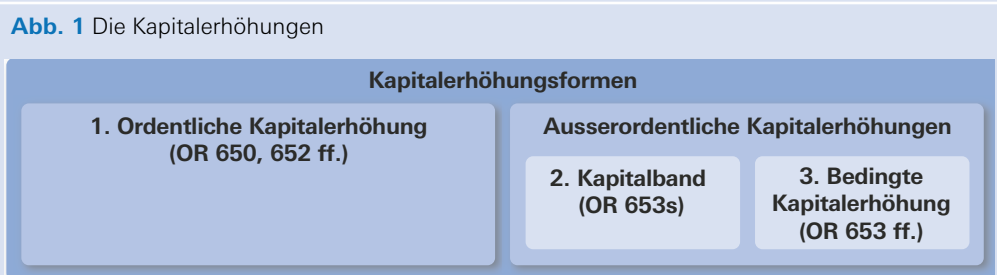 Abb. 1 Die Kapitalerhöhungen
Kapitalerhöhungsformen
1. Ordentliche Kapitalerhöhung
(OR 650, 652 ff.)
Ausserordentliche Kapitalerhöhungen
2. Kapitalband
(OR 653s)
3. Bedingte
Kapitalerhöhung
(OR 653 ff.)